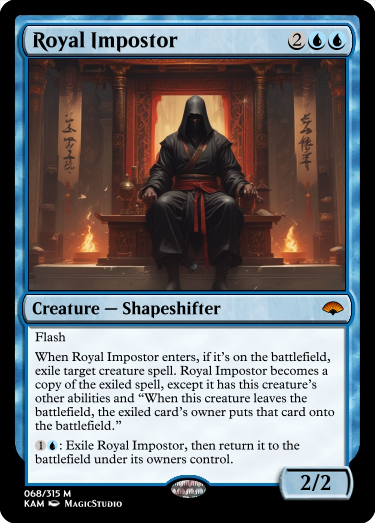 Royal Impostor 2
Creature — Shapeshifter
Flash
When Royal Impostor enters, if it's on the battlefield,
exile target creature spell. Royal Impostor becomes a
copy of the exiled spell, except it has this creature's
other abilities and “When this creature leaves the
battlefield, the exiled card's owner puts that card onto
the battlefield.”
1 : Exile Royal Impostor, then return it to the
battlefield under its owners control.
2/2
068/315 M
KAM MagicStudio